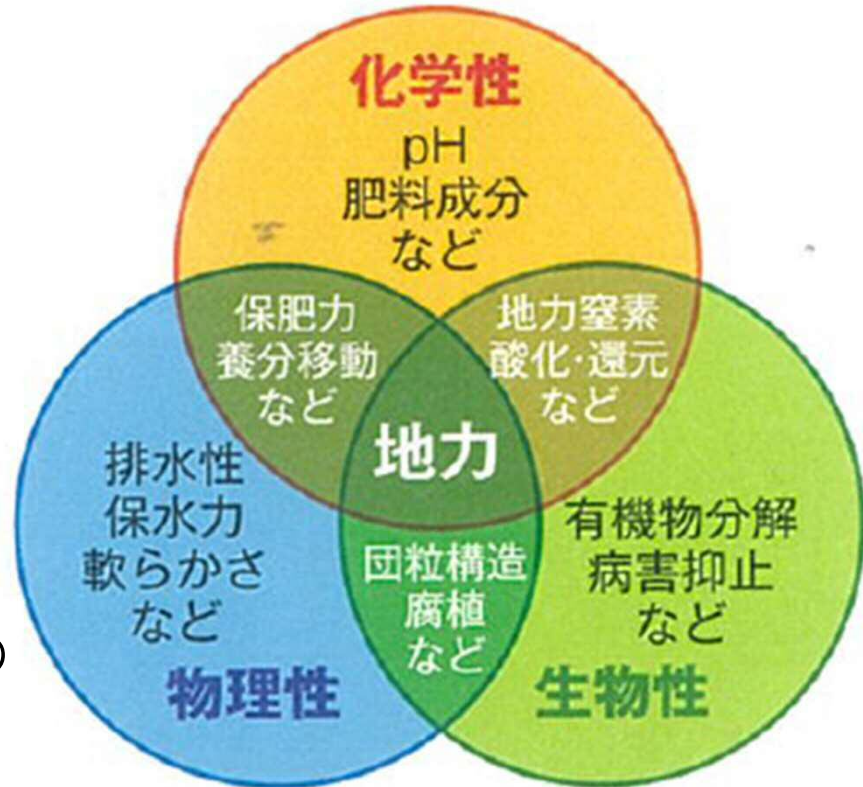 化学性
pH
肥料成分
など
保肥力
養分移動
など
地力窒素
酸化・還元
など
地力
排水性
保水力
軟らかさ
など
物理性
団粒構造
腐植
など
有機物分解
病害抑止
など
生物性
)